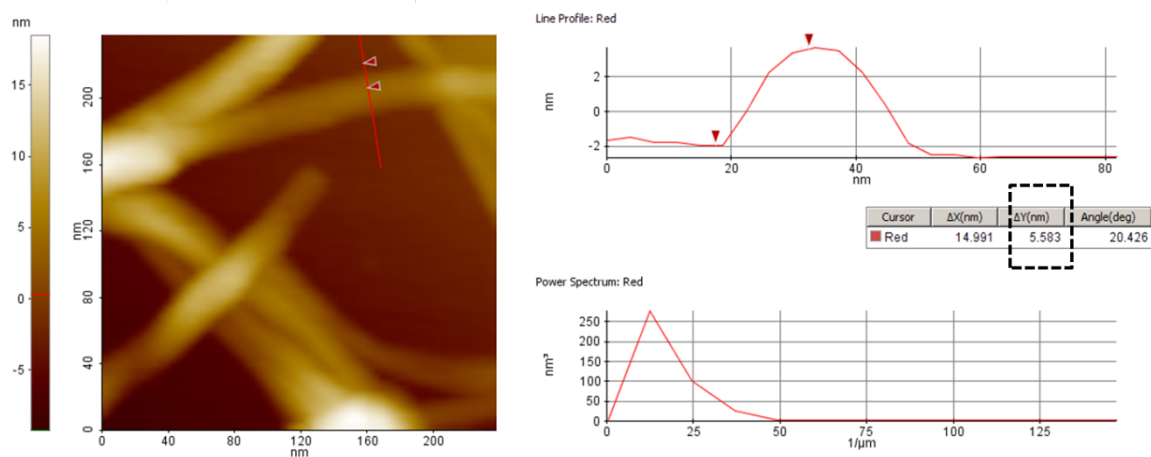 nm
15
10
5
0
-5
nm
200
160
120
80
40
0
0 40 80 120 160 200
nm
Line Profile: Red
nm
2
0
-2
0 20 40 60 80
nm
Cursor ΔX(nm) ΔY(nm) Angle(deg)
Red 14.991 5.583 20.426
Power Spectrum: Red
nm³
250
200
150
100
50
0
0 25 50 75 100 125
1/µm